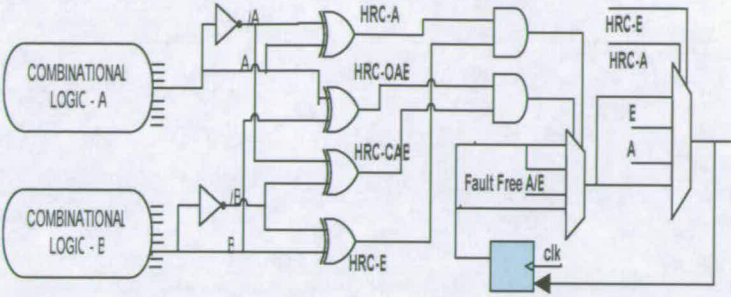 /A
HRC-A
HRC-E
HRC-A
COMBINATIONAL
LOGIC - A
A
HRC-OAE
E
A
HRC-CAE
Fault Free A/E
COMBINATIONAL
LOGIC - E
E
HRC-E
clk